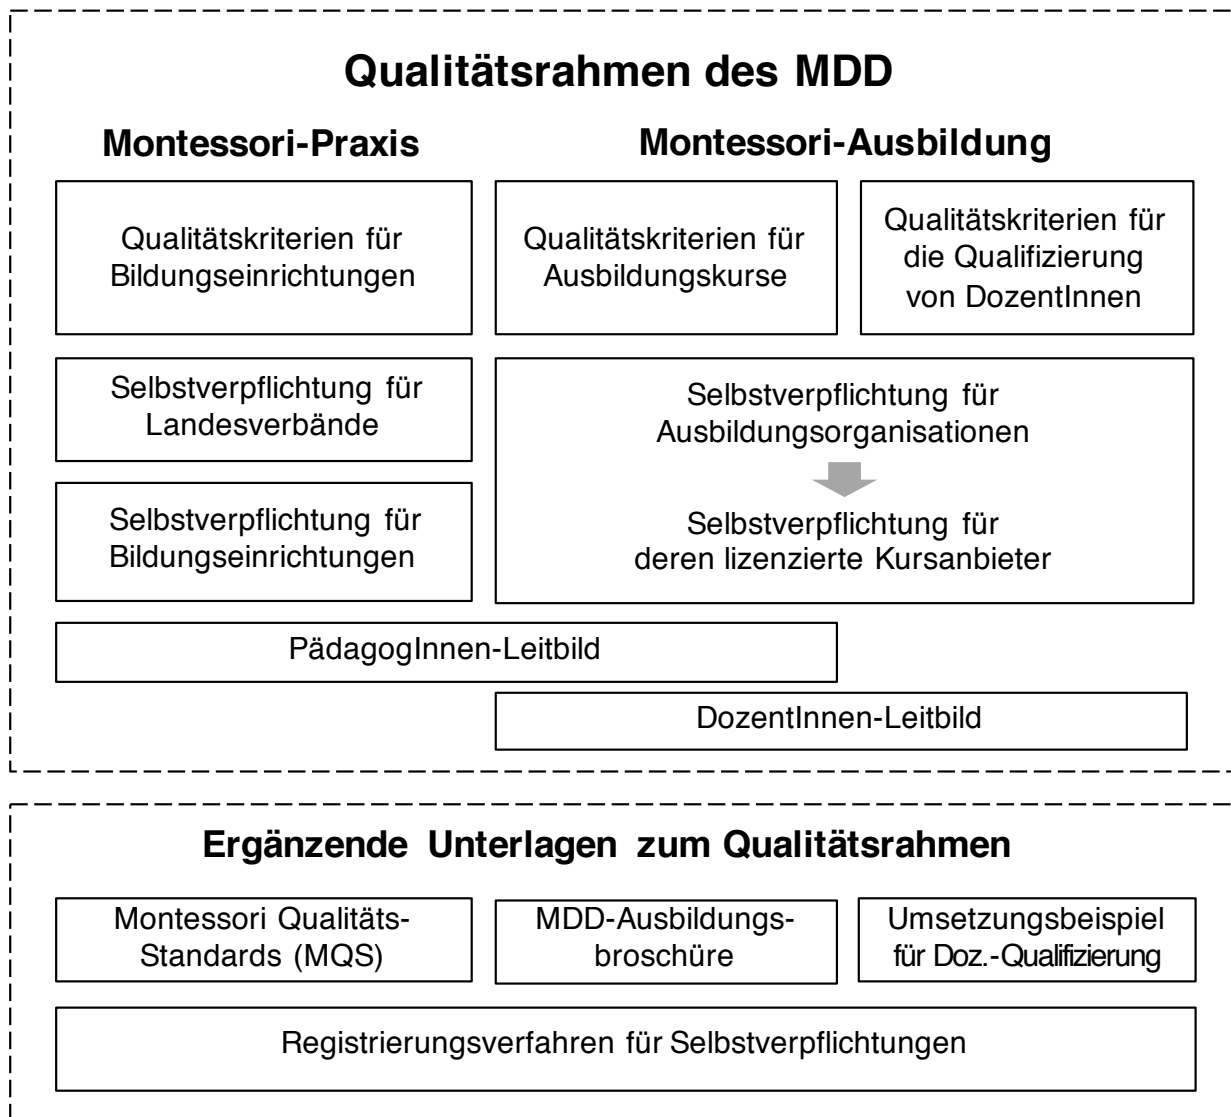 Qualitätsrahmen des MDD
Montessori-Praxis
Montessori-Ausbildung
Qualitätskriterien für
Bildungseinrichtungen
Qualitätskriterien für
Ausbildungskurse
Qualitätskriterien für
die Qualifizierung
von DozentInnen
Selbstverpflichtung für
Landesverbände
Selbstverpflichtung für
Bildungseinrichtungen
Selbstverpflichtung für
Ausbildungsorganisationen
Selbstverpflichtung für
deren lizenzierte Kursanbieter
PädagogInnen-Leitbild
DozentInnen-Leitbild
Ergänzende Unterlagen zum Qualitätsrahmen
Montessori Qualitäts-
Standards (MQS)
MDD-Ausbildungs-
broschüre
Umsetzungsbeispiel
für Doz.-Qualifizierung
Registrierungsverfahren für Selbstverpflichtungen